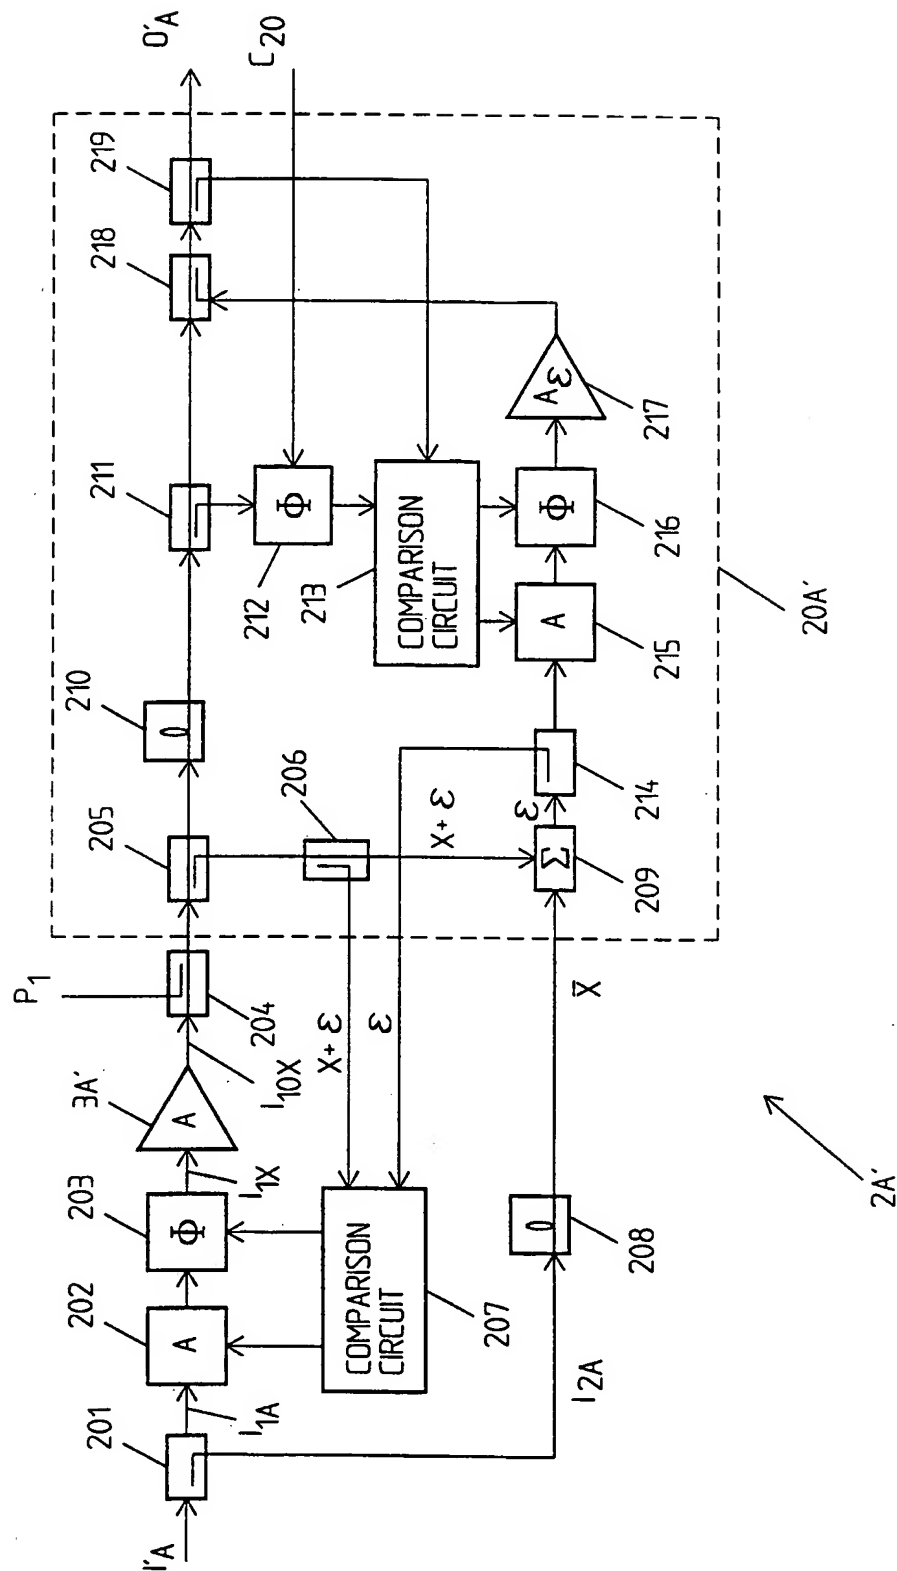 I'A
201
I1A
202
A
203
Φ
I1X
3A'
A
I10X
P1
204
205
210
211
218
219
O'A
C20
206
Φ
212
COMPARISON
CIRCUIT
213
COMPARISON
CIRCUIT
207
X+ε
ε
X+ε
I2A
208
X̄
Σ
209
ε
214
A
215
Φ
216
Aε
217
20A'
2A'